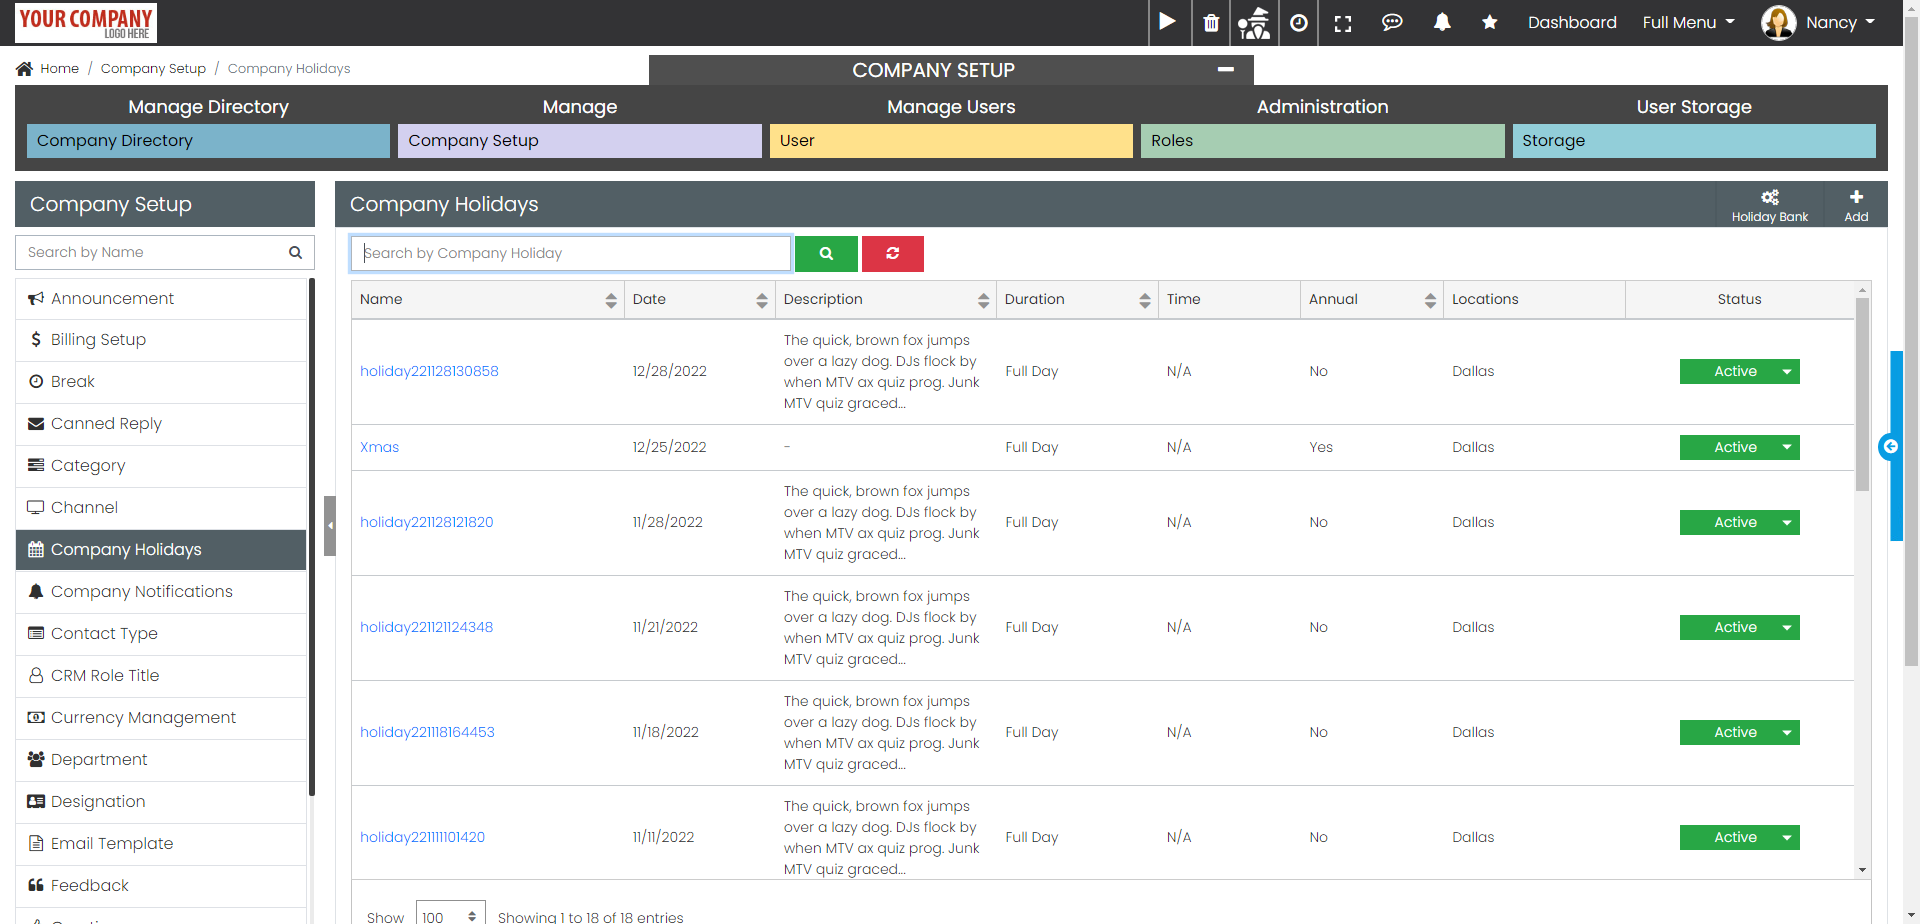 YOUR COMPANY
LOGO HERE
Dashboard
Full Menu
Nancy
Home / Company Setup / Company Holidays
COMPANY SETUP
Manage Directory
Manage
Manage Users
Administration
User Storage
Company Directory
Company Setup
User
Roles
Storage
Company Setup
Search by Name
Announcement
Billing Setup
Break
Canned Reply
Category
Channel
Company Holidays
Company Notifications
Contact Type
CRM Role Title
Currency Management
Department
Designation
Email Template
Feedback
Company Holidays
Holiday Bank
Add
Search by Company Holiday
Name Date Description Duration Time Annual Locations Status
holiday221128130858 12/28/2022
The quick, brown fox jumps
over a lazy dog. DJs flock by
when MTV ax quiz prog. Junk
MTV quiz graced...
Full Day N/A No Dallas Active
Xmas 12/25/2022 - Full Day N/A Yes Dallas Active
holiday221128121820 11/28/2022
The quick, brown fox jumps
over a lazy dog. DJs flock by
when MTV ax quiz prog. Junk
MTV quiz graced...
Full Day N/A No Dallas Active
holiday221121124348 11/21/2022
The quick, brown fox jumps
over a lazy dog. DJs flock by
when MTV ax quiz prog. Junk
MTV quiz graced...
Full Day N/A No Dallas Active
holiday221118164453 11/18/2022
The quick, brown fox jumps
over a lazy dog. DJs flock by
when MTV ax quiz prog. Junk
MTV quiz graced...
Full Day N/A No Dallas Active
holiday221111101420 11/11/2022
The quick, brown fox jumps
over a lazy dog. DJs flock by
when MTV ax quiz prog. Junk
MTV quiz graced...
Full Day N/A No Dallas Active
Show 100 Showing 1 to 18 of 18 entries